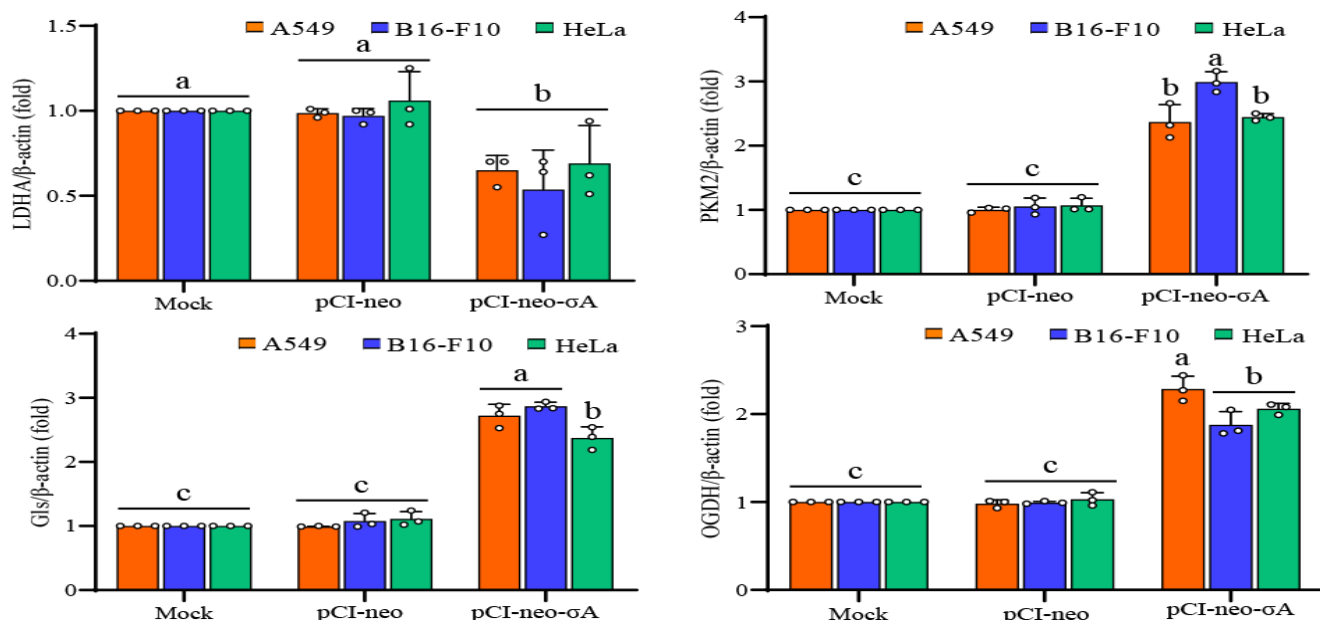 LDHA/β-actin (fold)
1.5
1.0
0.5
0.0
A549 B16-F10 HeLa
a
a
b
Mock pCI-neo pCI-neo-σA
PKM2/β-actin (fold)
4
3
2
1
0
A549 B16-F10 HeLa
c
c
b a b
Mock pCI-neo pCI-neo-σA
Gls/β-actin (fold)
4
3
2
1
0
A549 B16-F10 HeLa
c
c
a b
Mock pCI-neo pCI-neo-σA
OGDH/β-actin (fold)
3
2
1
0
A549 B16-F10 HeLa
c
c
a b
Mock pCI-neo pCI-neo-σA